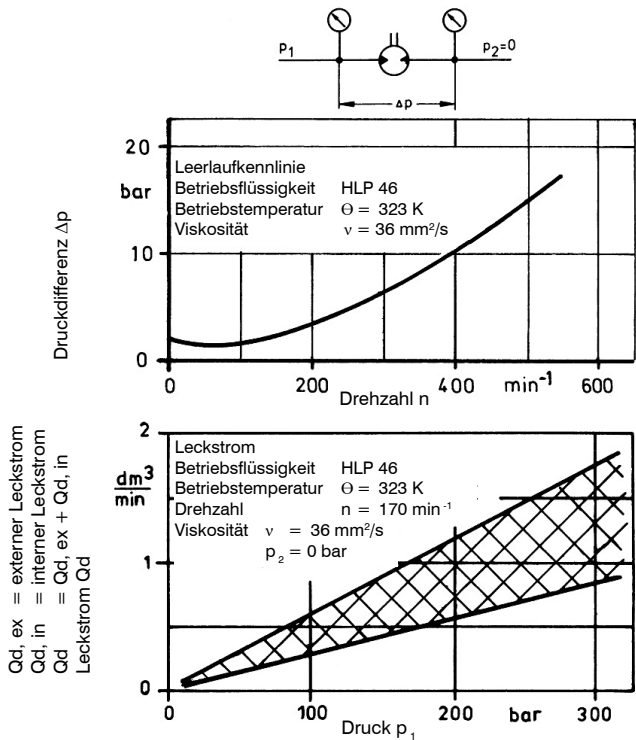 p1 p2=0
Δp
20
bar
10
0
Druckdifferenz Δp
Leerlaufkennlinie
Betriebsflüssigkeit HLP 46
Betriebstemperatur Θ = 323 K
Viskosität ν = 36 mm²/s
0 200 400 min⁻¹ 600
Drehzahl n
2
dm³
min
1
0
Qd, ex = externer Leckstrom
Qd, in = interner Leckstrom
Qd = Qd, ex + Qd, in
Leckstrom Qd
Leckstrom
Betriebsflüssigkeit HLP 46
Betriebstemperatur Θ = 323 K
Drehzahl n = 170 min⁻¹
Viskosität ν = 36 mm²/s
p₂ = 0 bar
0 100 200 bar 300
Druck p₁